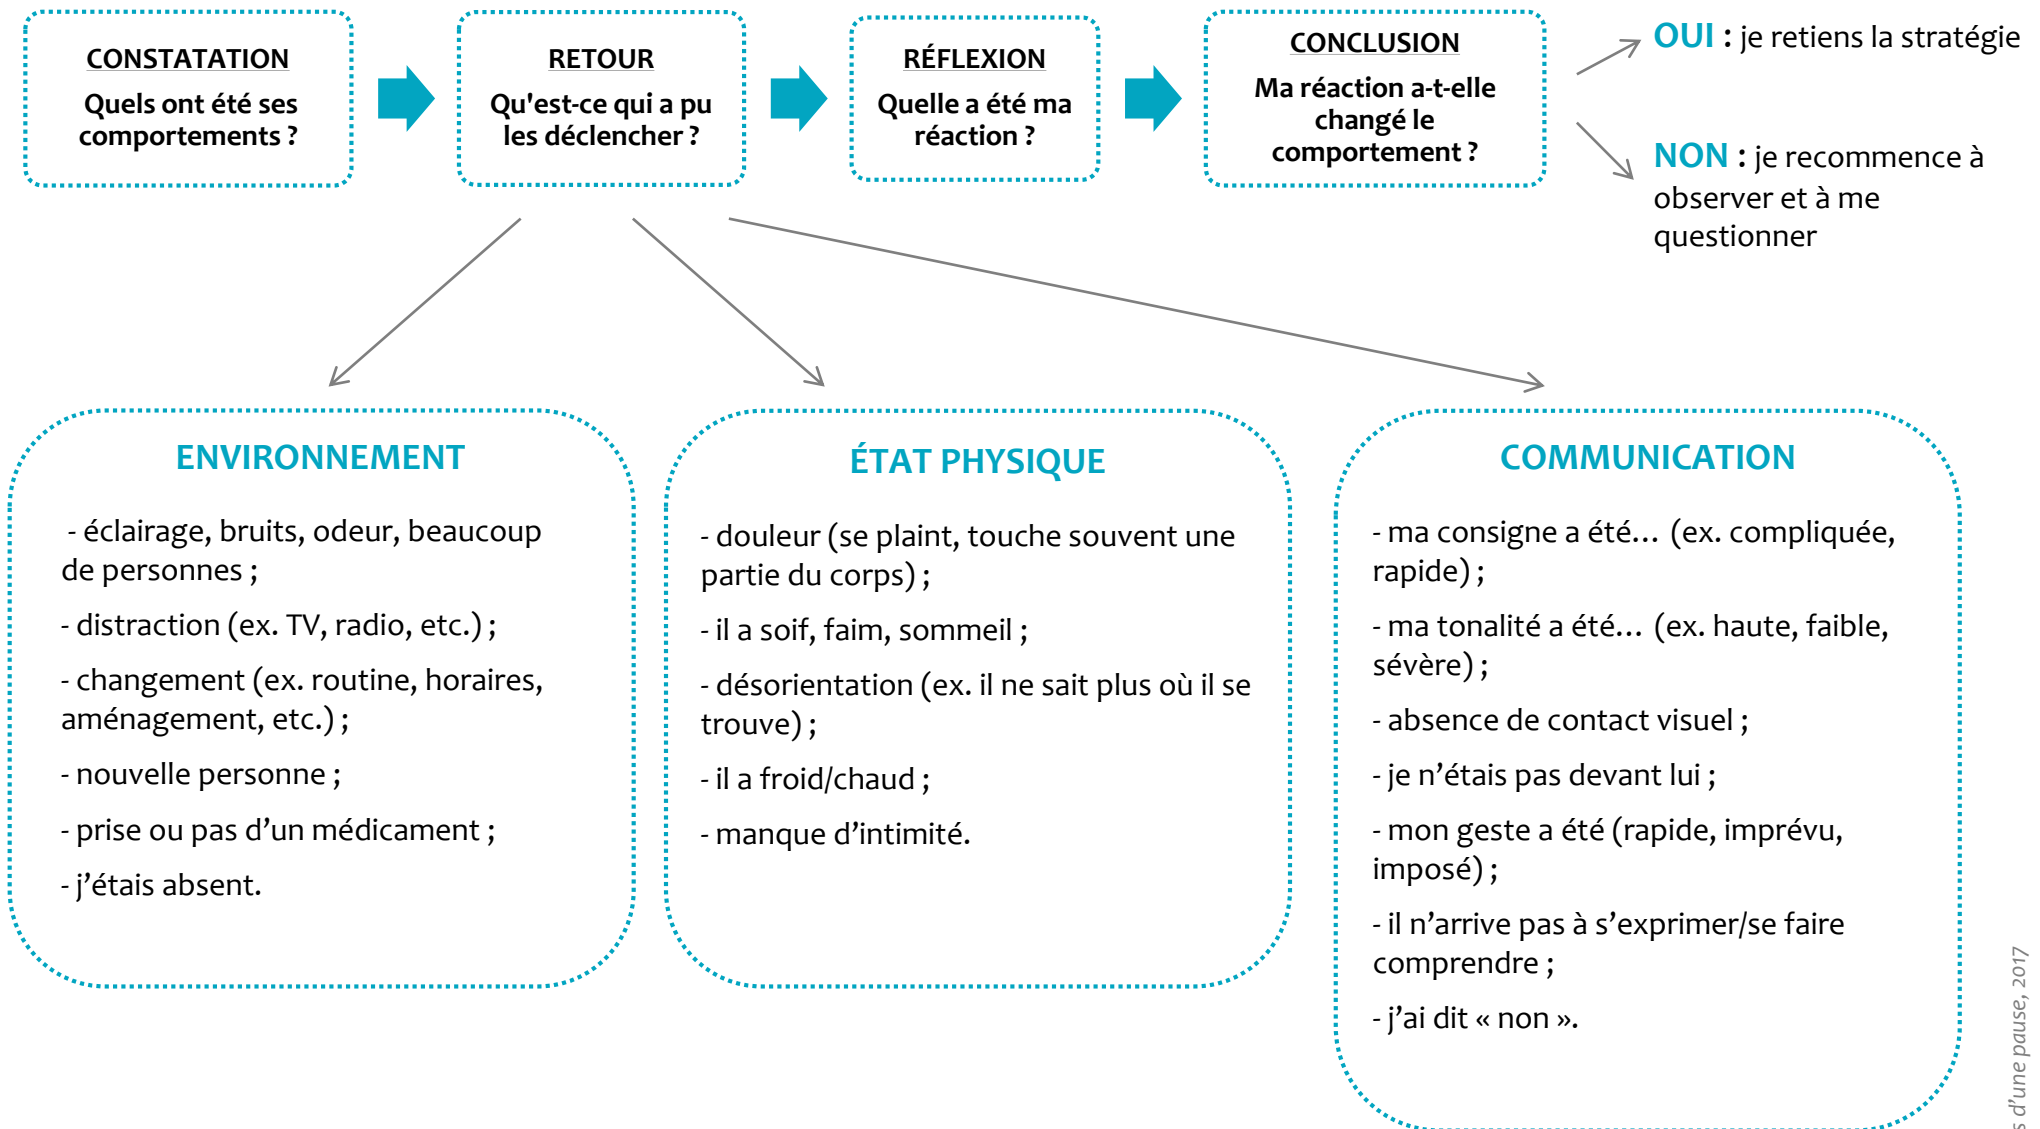 CONSTATATION
Quels ont été ses
comportements ?
RETOUR
Qu'est-ce qui a pu
les déclencher ?
RÉFLEXION
Quelle a été ma
réaction ?
CONCLUSION
Ma réaction a-t-elle
changé le
comportement ?
OUI : je retiens la stratégie
NON : je recommence à
observer et à me
questionner
ENVIRONNEMENT
- éclairage, bruits, odeur, beaucoup
de personnes ;
- distraction (ex. TV, radio, etc.) ;
- changement (ex. routine, horaires,
aménagement, etc.) ;
- nouvelle personne ;
- prise ou pas d’un médicament ;
- j’étais absent.
ÉTAT PHYSIQUE
- douleur (se plaint, touche souvent une
partie du corps) ;
- il a soif, faim, sommeil ;
- désorientation (ex. il ne sait plus où il se
trouve) ;
- il a froid/chaud ;
- manque d’intimité.
COMMUNICATION
- ma consigne a été… (ex. compliquée,
rapide) ;
- ma tonalité a été… (ex. haute, faible,
sévère) ;
- absence de contact visuel ;
- je n’étais pas devant lui ;
- mon geste a été (rapide, imprévu,
imposé) ;
- il n’arrive pas à s’exprimer/se faire
comprendre ;
- j’ai dit « non ».
d’une pause, 2017